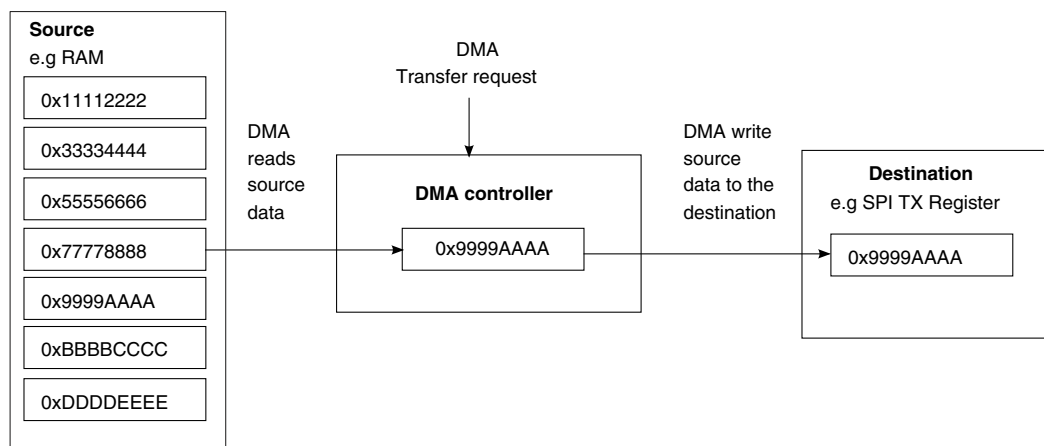 Source
e.g RAM
0x11112222
0x33334444
0x55556666
0x77778888
0x9999AAAA
0xBBBBCCCC
0xDDDDEEEE
DMA
reads
source
data
DMA
Transfer request
DMA controller
0x9999AAAA
DMA write
source
data to the
destination
Destination
e.g SPI TX Register
0x9999AAAA